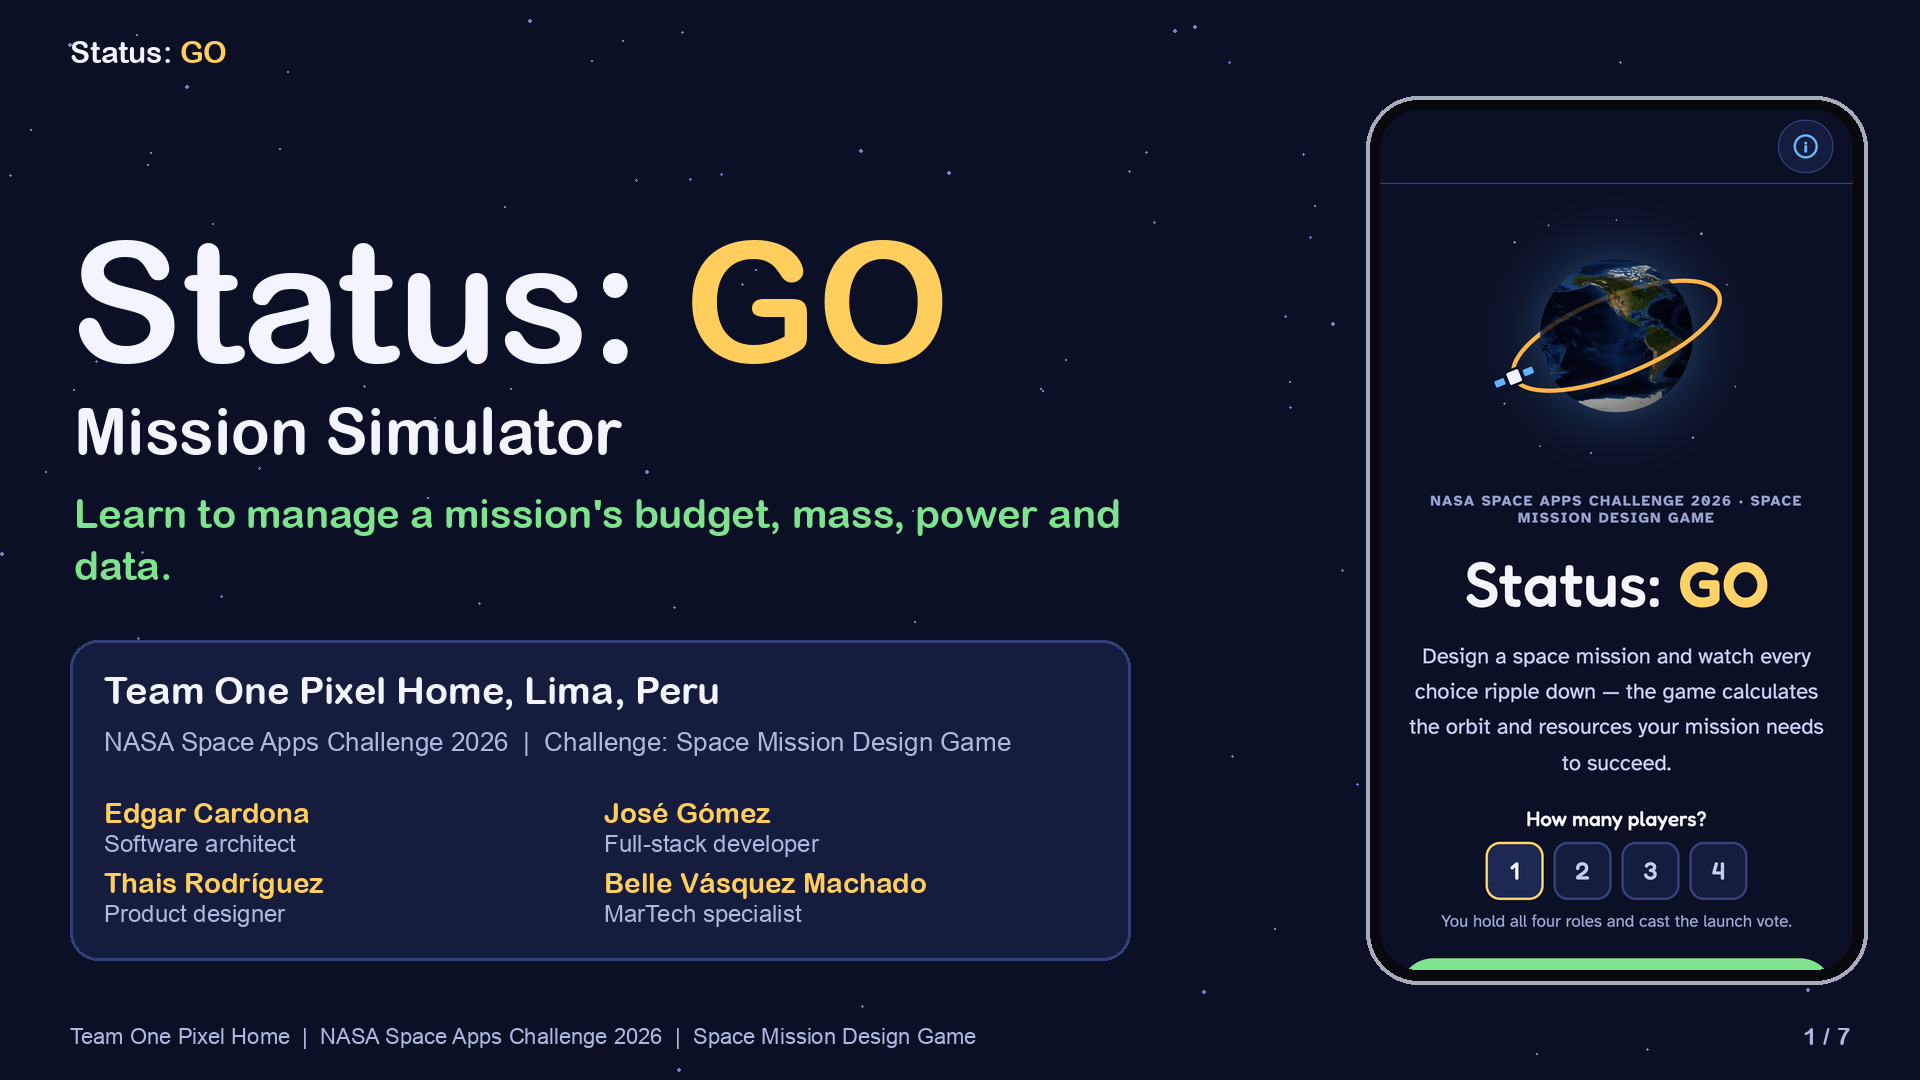 Status: GO
Status: GO
Mission Simulator
Learn to manage a mission's budget, mass, power and
data.
Team One Pixel Home, Lima, Peru
NASA Space Apps Challenge 2026 | Challenge: Space Mission Design Game
Edgar Cardona
Software architect
José Gómez
Full-stack developer
Thais Rodríguez
Product designer
Belle Vásquez Machado
MarTech specialist
NASA SPACE APPS CHALLENGE 2026 · SPACE
MISSION DESIGN GAME
Status: GO
Design a space mission and watch every
choice ripple down — the game calculates
the orbit and resources your mission needs
to succeed.
How many players?
1 2 3 4
You hold all four roles and cast the launch vote.
Team One Pixel Home | NASA Space Apps Challenge 2026 | Space Mission Design Game
1 / 7